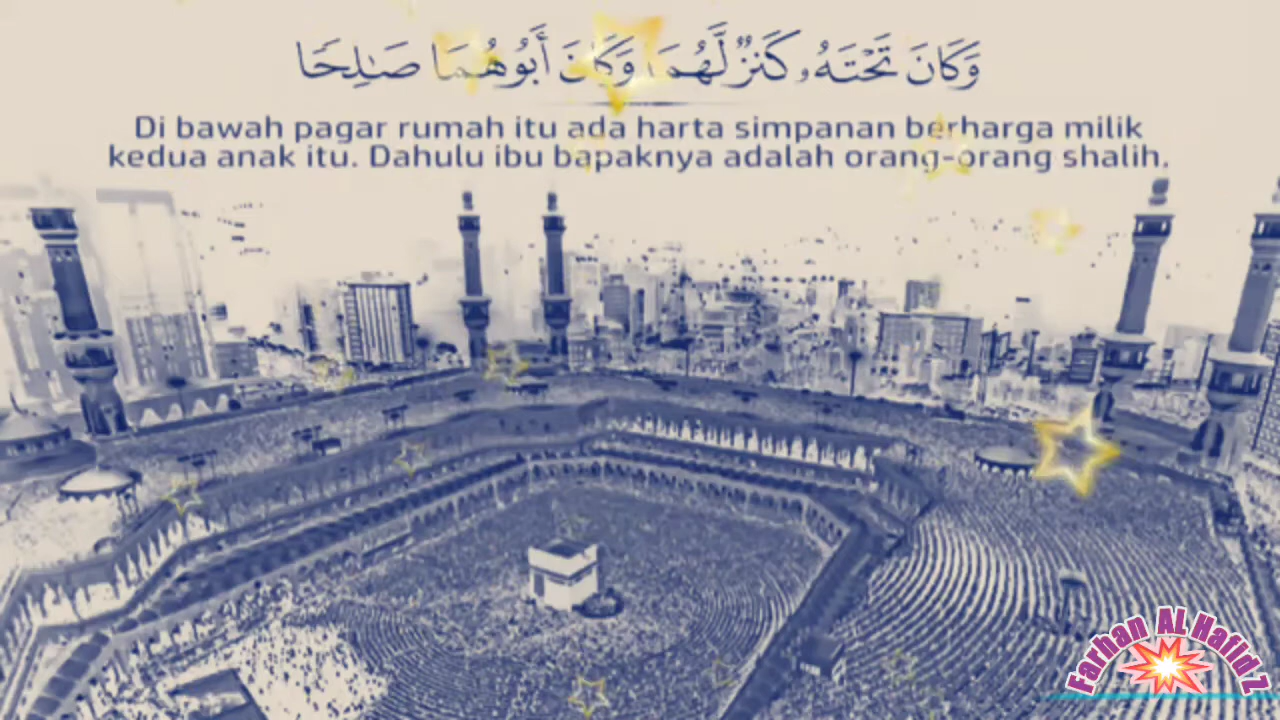 وَكَانَ تَحْتَهُۥ كَنزٌ لَّهُمَا وَكَانَ أَبُوهُمَا صَـٰلِحًا
Di bawah pagar rumah itu ada harta simpanan berharga milik
kedua anak itu. Dahulu ibu bapaknya adalah orang-orang shalih.
Farhan AL Hafidz